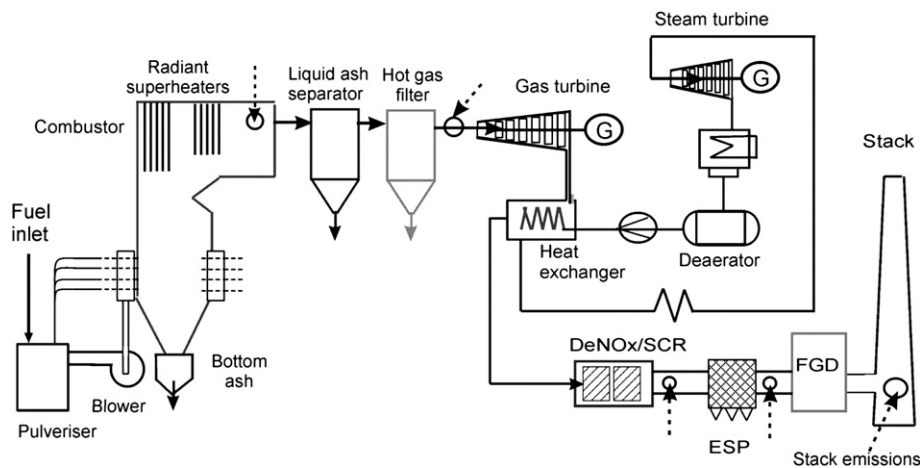 Steam turbine
G
Radiant
superheaters
Liquid ash
separator
Hot gas
filter
Gas turbine
G
Combustor
Stack
Fuel
inlet
Heat
exchanger
Deaerator
DeNOx/SCR
FGD
Bottom
ash
Blower
Pulveriser
ESP
Stack emissions